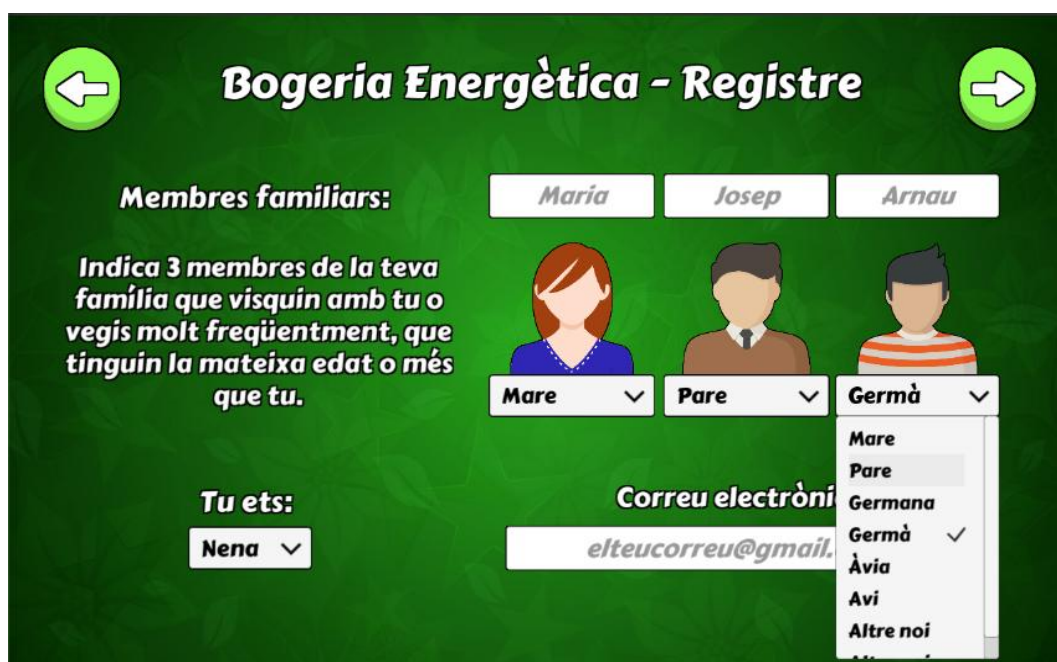 Bogeria Energètica - Registre
Membres familiars:
Maria
Josep
Arnau
Indica 3 membres de la teva
família que visquin amb tu o
vegis molt freqüentment, que
tinguin la mateixa edat o més
que tu.
Mare
Pare
Germà
Mare
Pare
Germana
Germà
Àvia
Avi
Altre noi
Tu ets:
Nena
Correu electròni
elteucorreu@gmail.